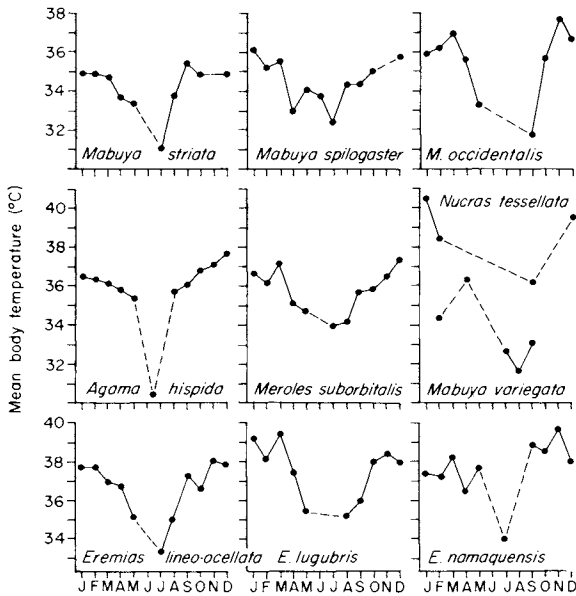 Mean body temperature (°C)
38
36
34
32
Mabuya striata
Mabuya spilogaster
M. occidentalis
40
38
36
34
32
Agama hispida
Meroles suborbitalis
Nucras tessellata
Mabuya variegata
40
38
36
34
Eremias lineo-ocellata
E. lugubris
E. namaquensis
J F M A M J J A S O N D
J F M A M J J A S O N D
J F M A M J J A S O N D